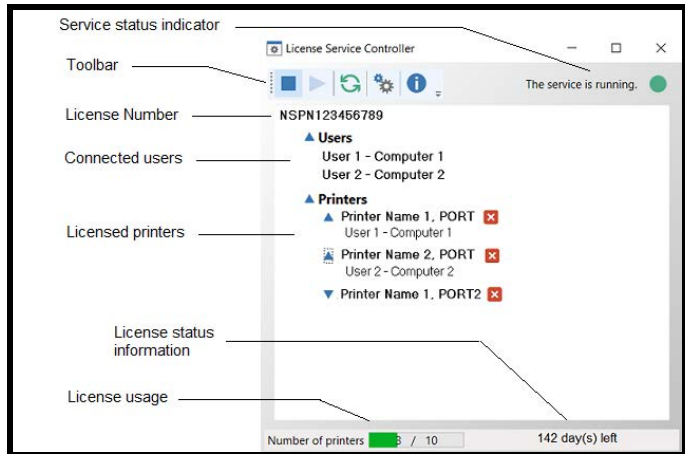 Service status indicator
License Service Controller
Toolbar
The service is running.
License Number
NSPN123456789
Users
Connected users
User 1 - Computer 1
User 2 - Computer 2
Printers
Printer Name 1, PORT
Licensed printers
User 1 - Computer 1
Printer Name 2, PORT
User 2 - Computer 2
Printer Name 1, PORT2
License status
information
License usage
Number of printers 3 / 10
142 day(s) left